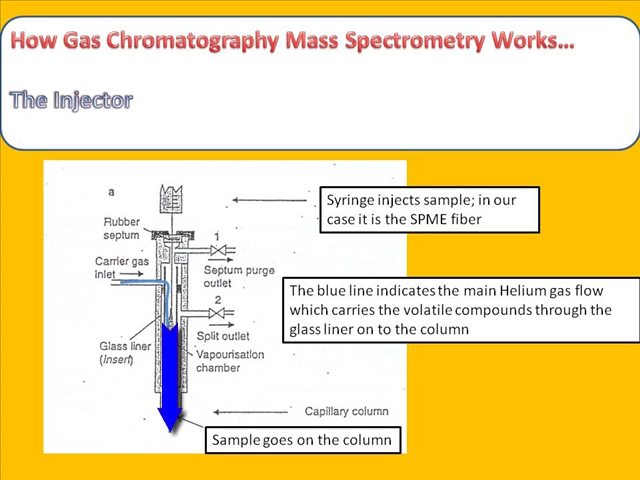 How Gas Chromatography Mass Spectrometry Works...
The Injector
a
Syringe injects sample; in our
case it is the SPME fiber
Rubber
septum
1
Carrier gas
inlet
Septum purge
outlet
The blue line indicates the main Helium gas flow
which carries the volatile compounds through the
glass liner on to the column
2
Split outlet
Glass liner
(Insert)
Vapourisation
chamber
Capillary column
Sample goes on the column